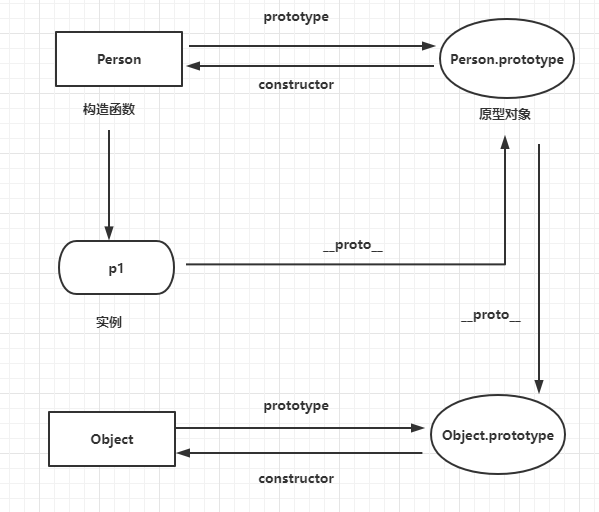 prototype
Person
Person.prototype
constructor
构造函数
原型对象
__proto__
p1
__proto__
实例
prototype
Object
Object.prototype
constructor